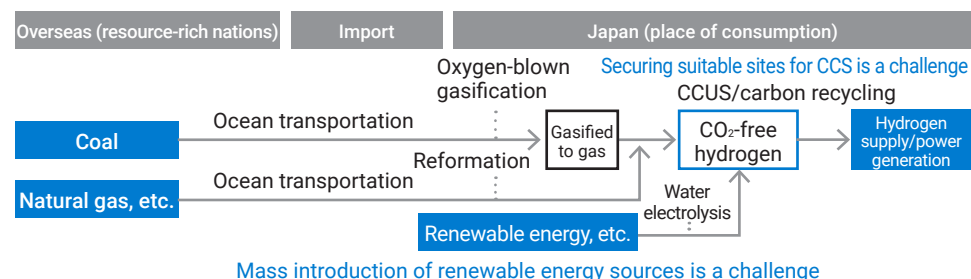 Overseas (resource-rich nations)
Import
Japan (place of consumption)
Oxygen-blown
gasification
Securing suitable sites for CCS is a challenge
CCUS/carbon recycling
Coal
Ocean transportation
Gasified
to gas
CO₂-free
hydrogen
Hydrogen
supply/power
generation
Reformation
Natural gas, etc.
Ocean transportation
Water
electrolysis
Renewable energy, etc.
Mass introduction of renewable energy sources is a challenge